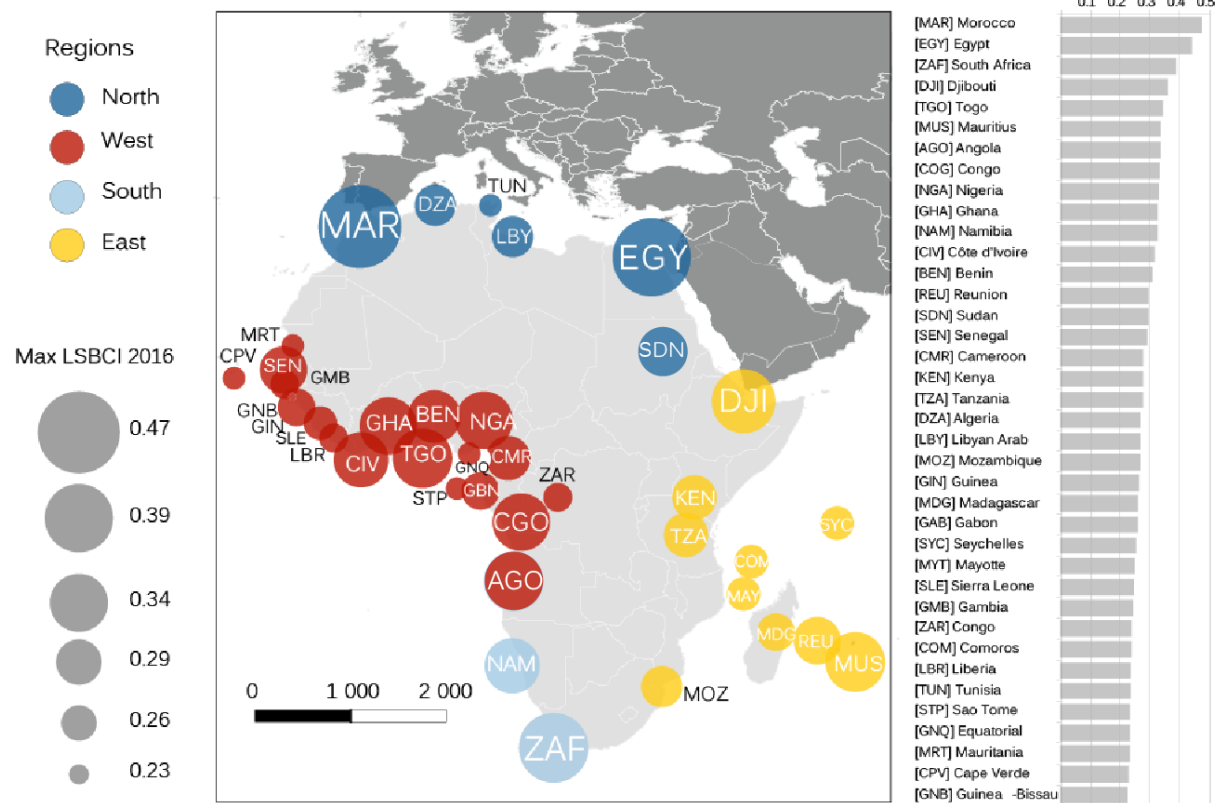 Regions
North
West
South
East
Max LSBCI 2016
0.47
0.39
0.34
0.29
0.26
0.23
TUN
DZA
MAR
LBY
EGY
MRT
CPV
SEN
SDN
GMB
DJI
GNB
GIN
SLE
LBR
GHA
BEN
NGA
CIV
TGO
CMR
GNQ
ZAR
STP
GBN
KEN
CGO
SYC
TZA
COM
AGO
MAY
MDG
REU
NAM
MUS
MOZ
0 1 000 2 000
ZAF
0.1 0.2 0.3 0.4 0.5
[MAR] Morocco
[EGY] Egypt
[ZAF] South Africa
[DJI] Djibouti
[TGO] Togo
[MUS] Mauritius
[AGO] Angola
[COG] Congo
[NGA] Nigeria
[GHA] Ghana
[NAM] Namibia
[CIV] Côte d'Ivoire
[BEN] Benin
[REU] Reunion
[SDN] Sudan
[SEN] Senegal
[CMR] Cameroon
[KEN] Kenya
[TZA] Tanzania
[DZA] Algeria
[LBY] Libyan Arab
[MOZ] Mozambique
[GIN] Guinea
[MDG] Madagascar
[GAB] Gabon
[SYC] Seychelles
[MYT] Mayotte
[SLE] Sierra Leone
[GMB] Gambia
[ZAR] Congo
[COM] Comoros
[LBR] Liberia
[TUN] Tunisia
[STP] Sao Tome
[GNQ] Equatorial
[MRT] Mauritania
[CPV] Cape Verde
[GNB] Guinea -Bissau